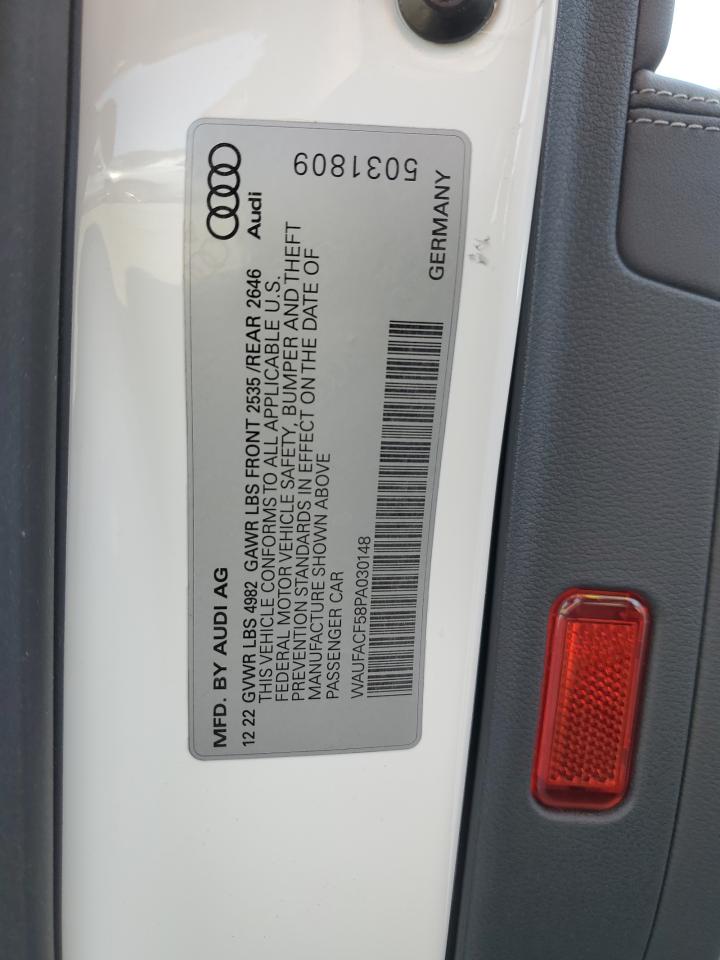 MFD. BY AUDI AG
12 22 GVWR LBS 4982 GAWR LBS FRONT 2535/REAR 2646
THIS VEHICLE CONFORMS TO ALL APPLICABLE U.S.
FEDERAL MOTOR VEHICLE SAFETY, BUMPER AND THEFT
PREVENTION STANDARDS IN EFFECT ON THE DATE OF
MANUFACTURE SHOWN ABOVE
PASSENGER CAR
WAUFACF58PA030148
Audi
5031809
GERMANY